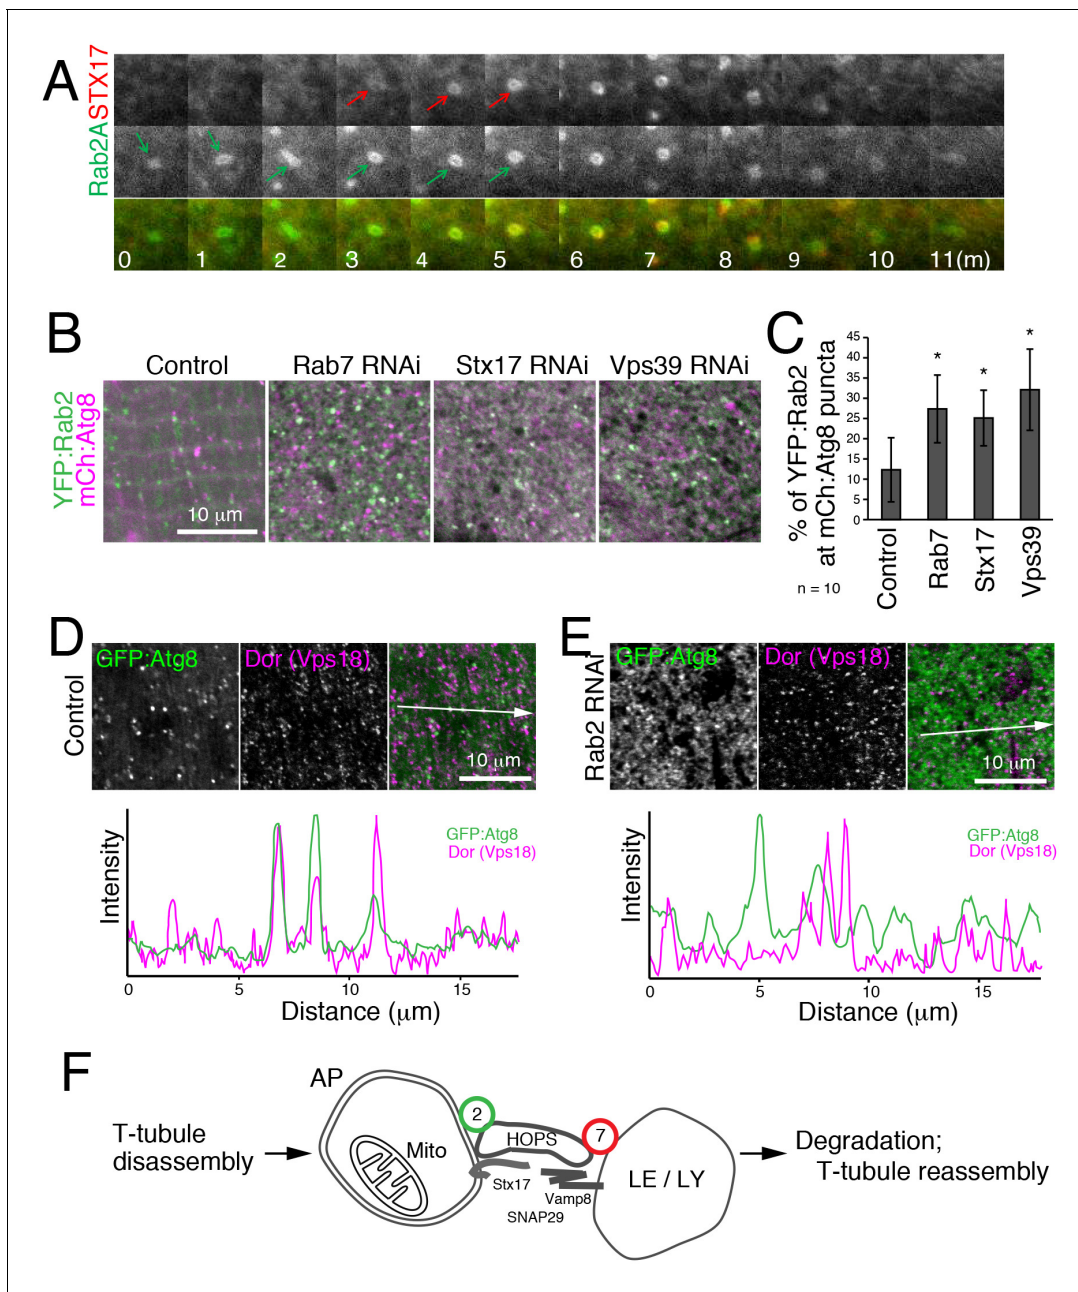 A
Rab2A STX17
0 1 2 3 4 5 6 7 8 9 10 11(m)
B
Control Rab7 RNAi Stx17 RNAi Vps39 RNAi
YFP:Rab2
mCh:Atg8
10 μm
C
% of YFP:Rab2
at mCh:Atg8 puncta
45
40
35
30
25
20
15
10
5
0
* * *
Control Rab7 Stx17 Vps39
n = 10
D
Control
GFP:Atg8 Dor (Vps18)
10 μm
Intensity
GFP:Atg8
Dor (Vps18)
0 5 10 15
Distance (μm)
E
Rab2 RNAi
GFP:Atg8 Dor (Vps18)
10 μm
Intensity
GFP:Atg8
Dor (Vps18)
0 5 10 15
Distance (μm)
F
T-tubule
disassembly
AP
Mito
2
HOPS
7
Stx17
Vamp8
SNAP29
LE / LY
Degradation;
T-tubule reassembly